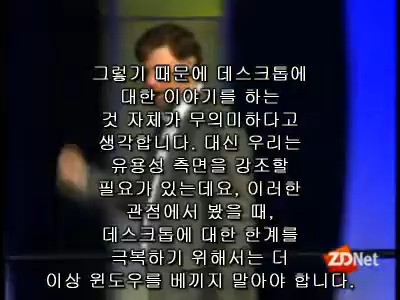 그렇기 때문에 데스크톱에
대한 이야기를 하는
것 자체가 무의미하다고
생각합니다. 대신 우리는
유용성 측면을 강조할
필요가 있는데요, 이러한
관점에서 봤을 때,
데스크톱에 대한 한계를
극복하기 위해서는 더
이상 윈도우를 베끼지 말아야 합니다.
ZDNet